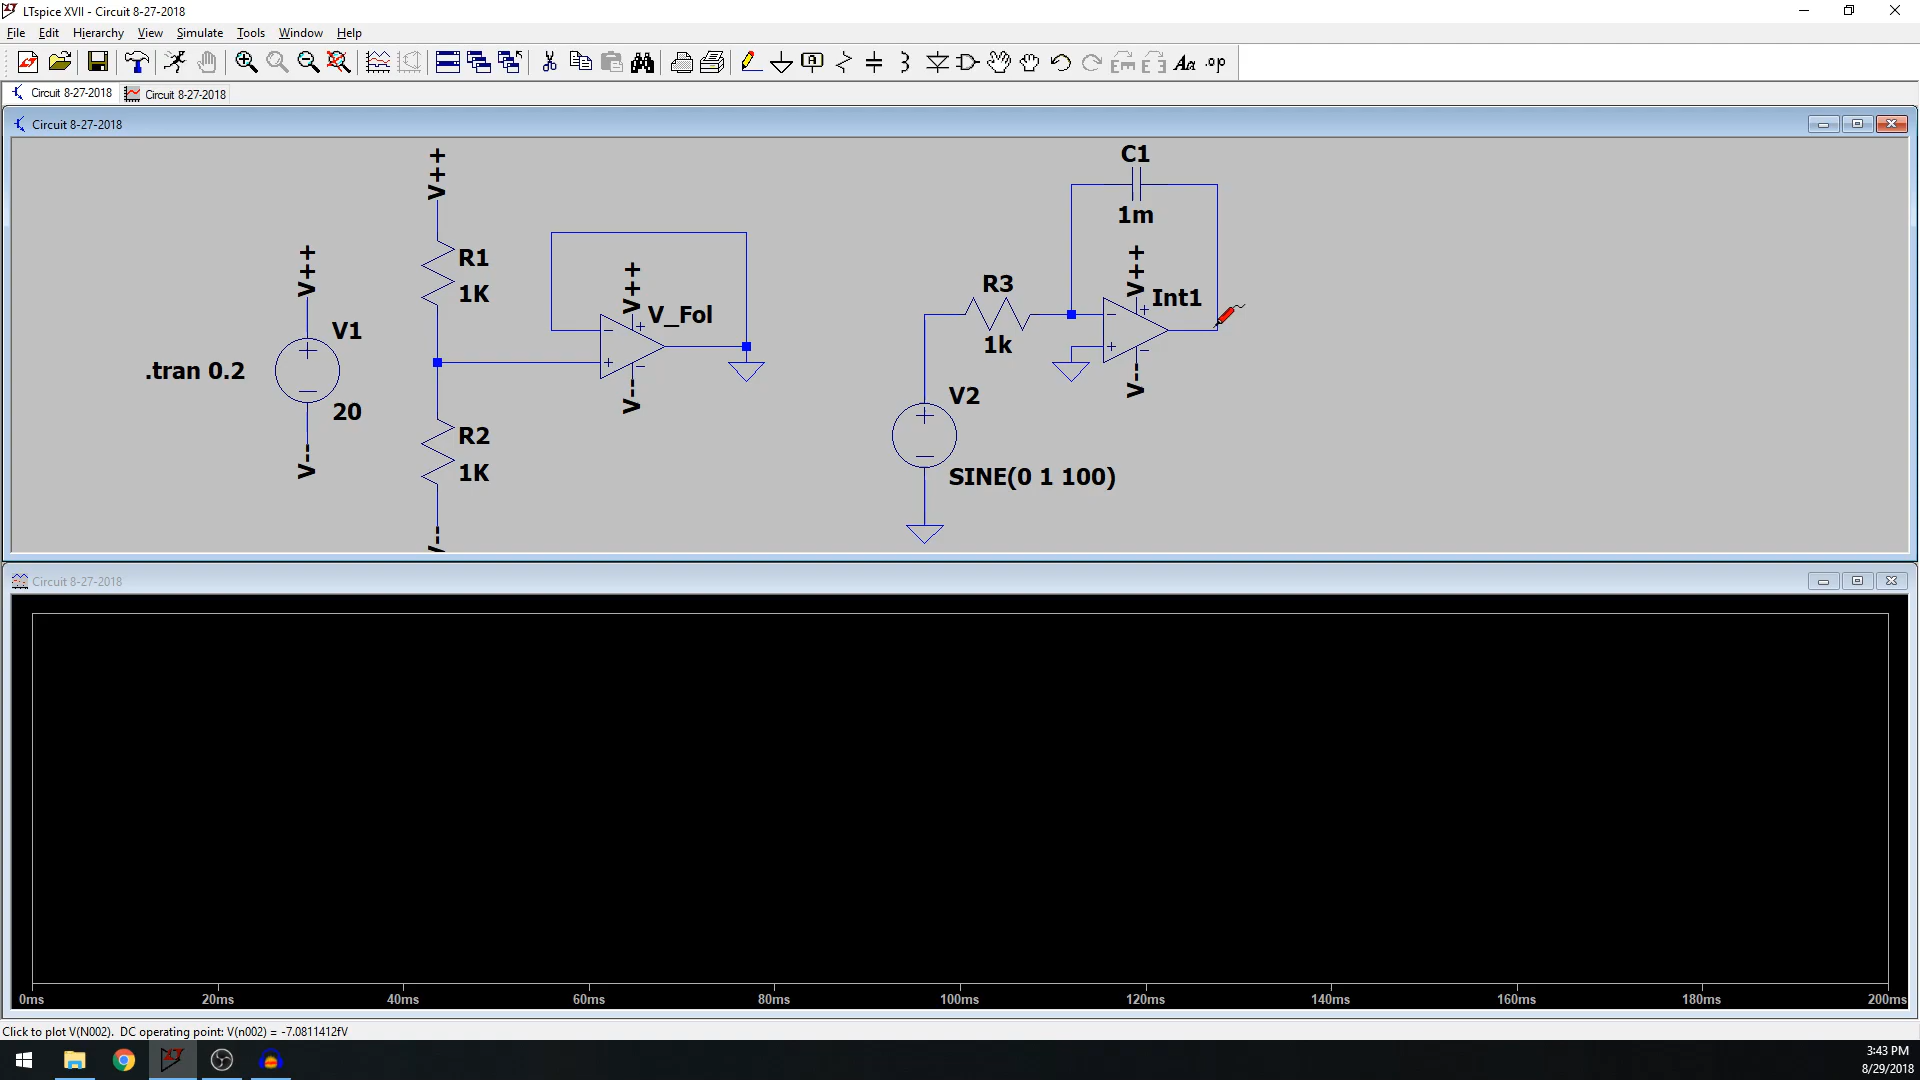 LTspice XVII - Circuit 8-27-2018
File Edit Hierarchy View Simulate Tools Window Help
Aa .op
Circuit 8-27-2018 Circuit 8-27-2018
Circuit 8-27-2018
V++
V++
V1
.tran 0.2
20
V--
R1
1K
R2
1K
V--
V++
V_Fol
V--
C1
1m
V++
Int1
R3
1k
V--
V2
SINE(0 1 100)
Circuit 8-27-2018
0ms 20ms 40ms 60ms 80ms 100ms 120ms 140ms 160ms 180ms 200ms
Click to plot V(N002). DC operating point: V(n002) = -7.0811412fV
3:43 PM
8/29/2018